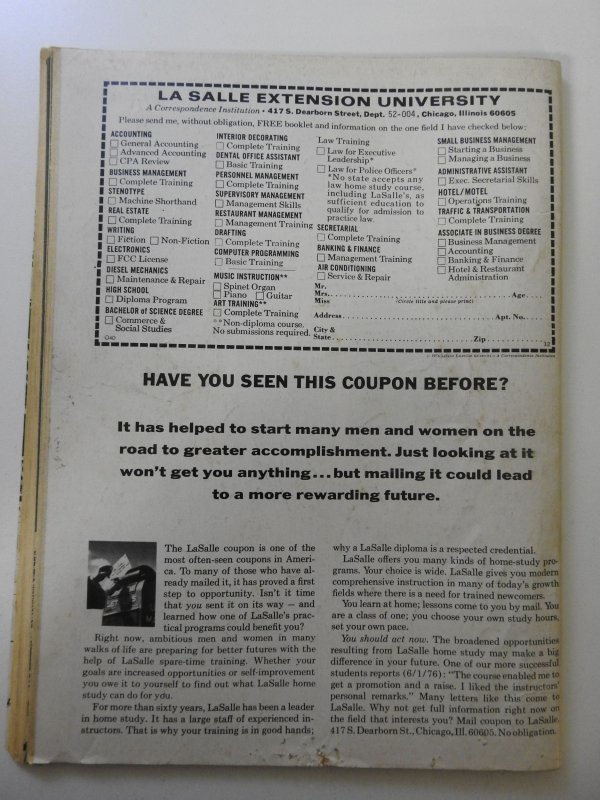 LA SALLE EXTENSION UNIVERSITY
A Correspondence Institution • 417 S. Dearborn Street, Dept. 52-004, Chicago, Illinois 60605
Please send me, without obligation, FREE booklet and information on the one field I have checked below:
ACCOUNTING
General Accounting
Advanced Accounting
CPA Review
BUSINESS MANAGEMENT
Complete Training
STENOTYPE
Machine Shorthand
REAL ESTATE
Complete Training
WRITING
Fiction Non-Fiction
ELECTRONICS
FCC License
DIESEL MECHANICS
Maintenance & Repair
HIGH SCHOOL
Diploma Program
BACHELOR of SCIENCE DEGREE
Commerce &
Social Studies
INTERIOR DECORATING
Complete Training
DENTAL OFFICE ASSISTANT
Basic Training
PERSONNEL MANAGEMENT
Complete Training
SUPERVISORY MANAGEMENT
Management Skills
RESTAURANT MANAGEMENT
Management Training
DRAFTING
Complete Training
COMPUTER PROGRAMMING
Basic Training
MUSIC INSTRUCTION**
Spinet Organ
Piano Guitar
ART TRAINING**
Complete Training
**Non-diploma course.
No submissions required.
Law Training
Law for Executive
Leadership*
Law for Police Officers*
*No state accepts any
law home study course,
including LaSalle's, as
sufficient education to
qualify for admission to
practice law.
SECRETARIAL
Complete Training
BANKING & FINANCE
Management Training
AIR CONDITIONING
Service & Repair
SMALL BUSINESS MANAGEMENT
Starting a Business
Managing a Business
ADMINISTRATIVE ASSISTANT
Exec. Secretarial Skills
HOTEL/MOTEL
Operations Training
TRAFFIC & TRANSPORTATION
Complete Training
ASSOCIATE IN BUSINESS DEGREE
Business Management
Accounting
Banking & Finance
Hotel & Restaurant
Administration
Mr.
Mrs. Age
Miss (Circle title and please print)
Address Apt. No.
City &
State Zip
HAVE YOU SEEN THIS COUPON BEFORE?
It has helped to start many men and women on the
road to greater accomplishment. Just looking at it
won't get you anything...but mailing it could lead
to a more rewarding future.
The LaSalle coupon is one of the
most often-seen coupons in Ameri-
ca. To many of those who have al-
ready mailed it, it has proved a first
step to opportunity. Isn't it time
that you sent it on its way — and
learned how one of LaSalle's prac-
tical programs could benefit you?
Right now, ambitious men and women in many
walks of life are preparing for better futures with the
help of LaSalle spare-time training. Whether your
goals are increased opportunities or self-improvement
you owe it to yourself to find out what LaSalle home
study can do for you.
For more than sixty years, LaSalle has been a leader
in home study. It has a large staff of experienced in-
structors. That is why your training is in good hands;
why a LaSalle diploma is a respected credential.
LaSalle offers you many kinds of home-study pro-
grams. Your choice is wide. LaSalle gives you modern
comprehensive instruction in many of today's growth
fields where there is a need for trained newcomers.
You learn at home; lessons come to you by mail. You
are a class of one; you choose your own study hours,
set your own pace.
You should act now. The broadened opportunities
resulting from LaSalle home study may make a big
difference in your future. One of our more successful
students reports (6/1/76): "The course enabled me to
get a promotion and a raise. I liked the instructors'
personal remarks." Many letters like this come to
LaSalle. Why not get full information right now on
the field that interests you? Mail coupon to LaSalle,
417 S. Dearborn St., Chicago, Ill. 60605. No obligation.